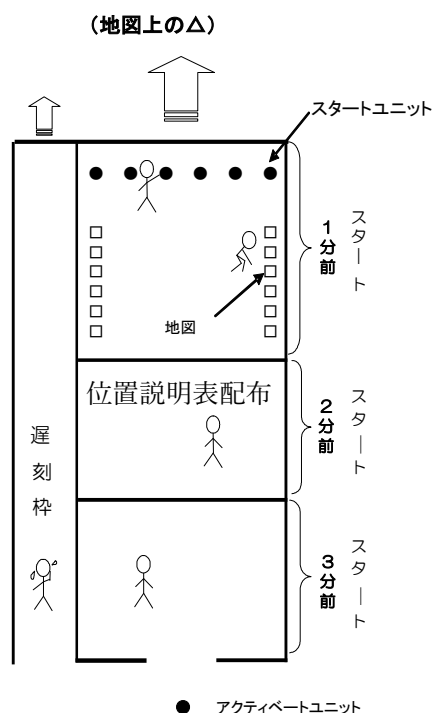 (地図上の△)
スタートユニット
スタート
1分前
地図
位置説明表配布
スタート
2分前
遅刻枠
スタート
3分前
● アクティベートユニット